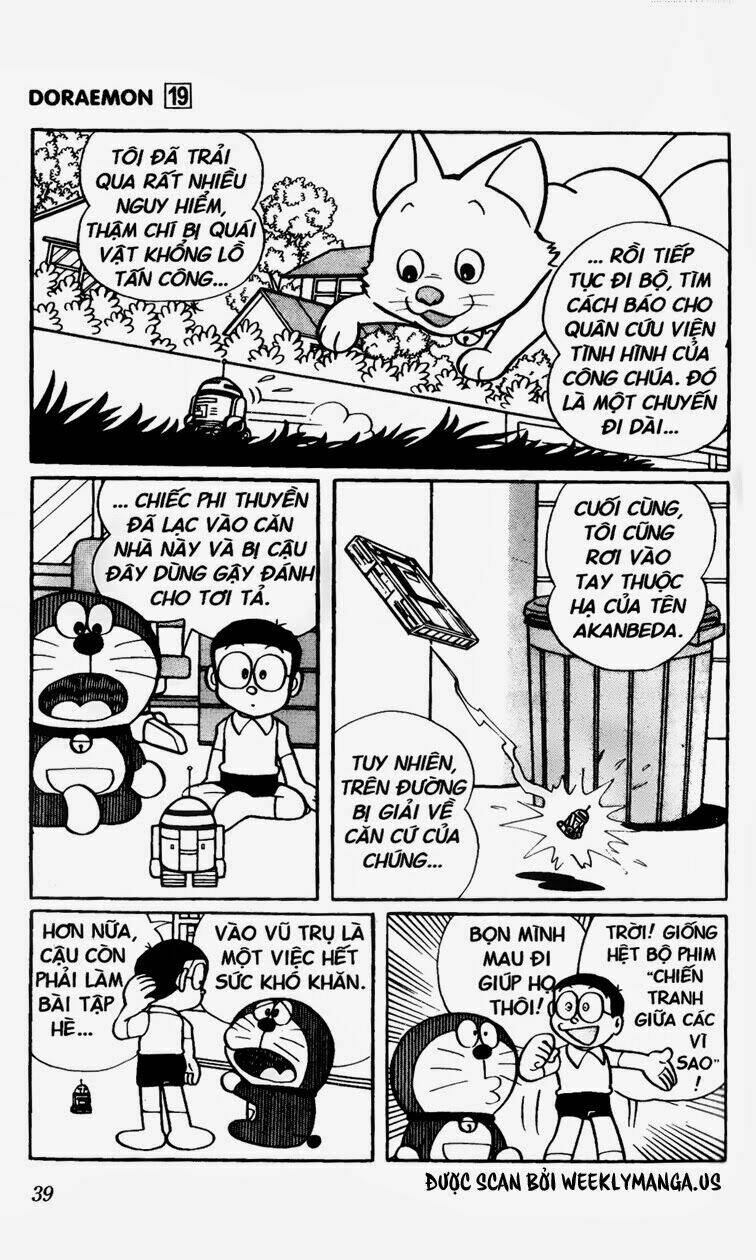 DORAEMON 19
TÔI ĐÃ TRẢI
QUA RẤT NHIỀU
NGUY HIỂM,
THẬM CHÍ BỊ QUÁI
VẬT KHỔNG LỒ
TẤN CÔNG...
... RỒI TIẾP
TỤC ĐI BỘ, TÌM
CÁCH BÁO CHO
QUÂN CỨU VIỆN
TÌNH HÌNH CỦA
CÔNG CHÚA. ĐÓ
LÀ MỘT CHUYẾN
ĐI DÀI...
CUỐI CÙNG,
TÔI CŨNG
RƠI VÀO
TAY THUỘC
HẠ CỦA TÊN
AKANBEDA.
TUY NHIÊN,
TRÊN ĐƯỜNG
BỊ GIẢI VỀ
CĂN CỨ CỦA
CHÚNG...
... CHIẾC PHI THUYỀN
ĐÃ LẠC VÀO CĂN
NHÀ NÀY VÀ BỊ CẬU
ĐÂY DÙNG GẬY ĐÁNH
CHO TƠI TẢ.
TRỜI! GIỐNG
HỆT BỘ PHIM
"CHIẾN
TRANH
GIỮA CÁC
VÌ
SAO"
!
BỌN MÌNH
MAU ĐI
GIÚP HỌ
THÔI!
VÀO VŨ TRỤ LÀ
MỘT VIỆC HẾT
SỨC KHÓ KHĂN.
HƠN NỮA,
CẬU CÒN
PHẢI LÀM
BÀI TẬP
HÈ...
39
ĐƯỢC SCAN BỞI WEEKLYMANGA.US